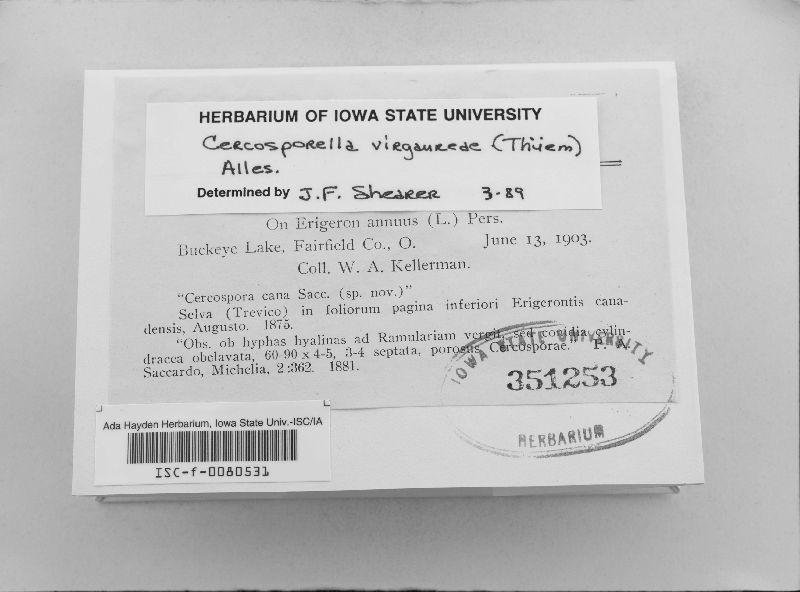 HERBARIUM OF IOWA STATE UNIVERSITY
Cercosporella virgaureae (Thüem)
Alles.
Determined by J.F. Shearer 3-89
On Erigeron annuus (L.) Pers.
Buckeye Lake, Fairfield Co., O. June 13, 1903.
Coll. W. A. Kellerman.
"Cercospora cana Sacc. (sp. nov.)"
Selva (Trevico) in foliorum pagina inferiori Erigerontis cana-
densis, Augusto. 1875.
"Obs. ob hyphas hyalinas ad Ramulariam vergit, sed conidia cylin-
dracea obclavata, 60-90 x 4-5, 3-4 septata, porosus Cercosporae." P. A.
Saccardo, Michelia, 2:362. 1881.
IOWA STATE UNIVERSITY
351253
HERBARIUM
Ada Hayden Herbarium, Iowa State Univ.-ISC/IA
ISC-f-0080531